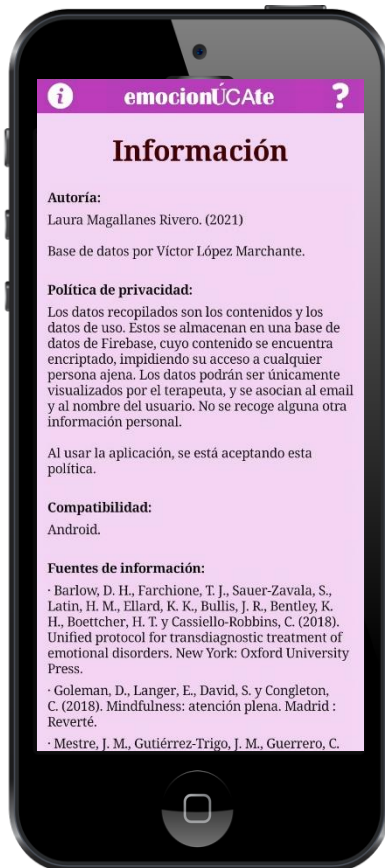 i emocionÚCAte ?
Información
Autoría:
Laura Magallanes Rivero. (2021)
Base de datos por Víctor López Marchante.
Política de privacidad:
Los datos recopilados son los contenidos y los
datos de uso. Estos se almacenan en una base de
datos de Firebase, cuyo contenido se encuentra
encriptado, impidiendo su acceso a cualquier
persona ajena. Los datos podrán ser únicamente
visualizados por el terapeuta, y se asocian al email
y al nombre del usuario. No se recoge alguna otra
información personal.
Al usar la aplicación, se está aceptando esta
política.
Compatibilidad:
Android.
Fuentes de información:
· Barlow, D. H., Farchione, T. J., Sauer-Zavala, S.,
Latin, H. M., Ellard, K. K., Bullis, J. R., Bentley, K.
H., Boettcher, H. T. y Cassiello-Robbins, C. (2018).
Unified protocol for transdiagnostic treatment of
emotional disorders. New York: Oxford University
Press.
· Goleman, D., Langer, E., David, S. y Congleton,
C. (2018). Mindfulness: atención plena. Madrid :
Reverté.
· Mestre, J. M., Gutiérrez-Trigo, J. M., Guerrero, C.